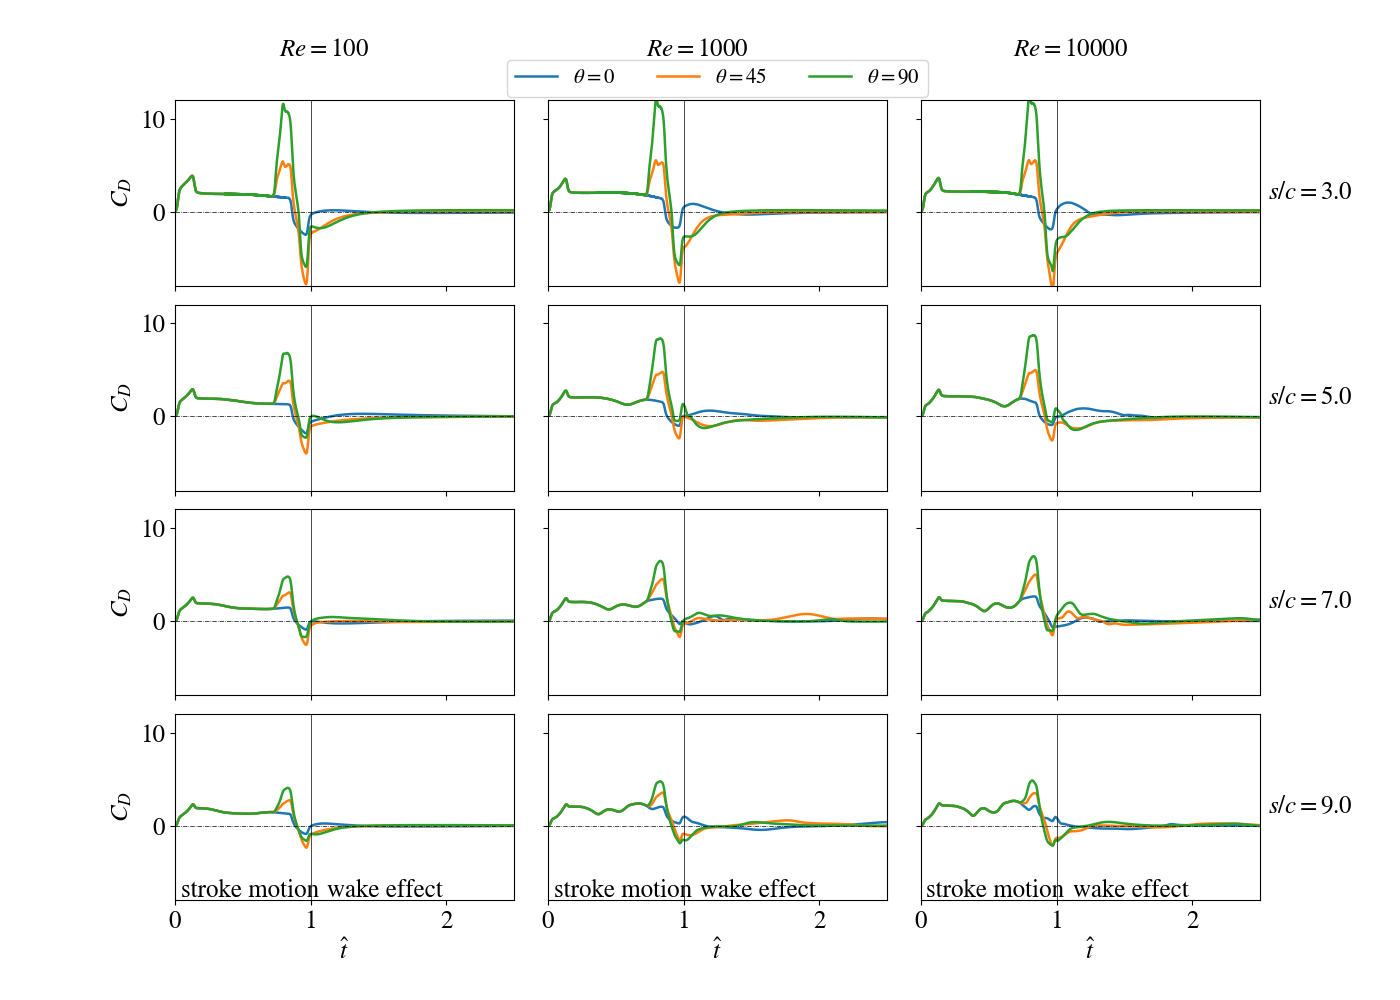 Re = 100 Re = 1000 Re = 10000
θ = 0 θ = 45 θ = 90
10
0
C_D
s/c = 3.0
10
0
C_D
s/c = 5.0
10
0
C_D
s/c = 7.0
10
0
C_D
s/c = 9.0
stroke motion wake effect stroke motion wake effect stroke motion wake effect
0 1 2 0 1 2 0 1 2
t̂ t̂ t̂